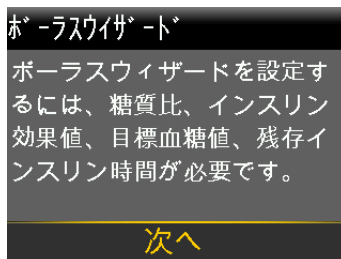 ボーラスウィザード
ボーラスウィザードを設定す
るには、糖質比、インスリン
効果値、目標血糖値、残存イ
ンスリン時間が必要です。
次へ